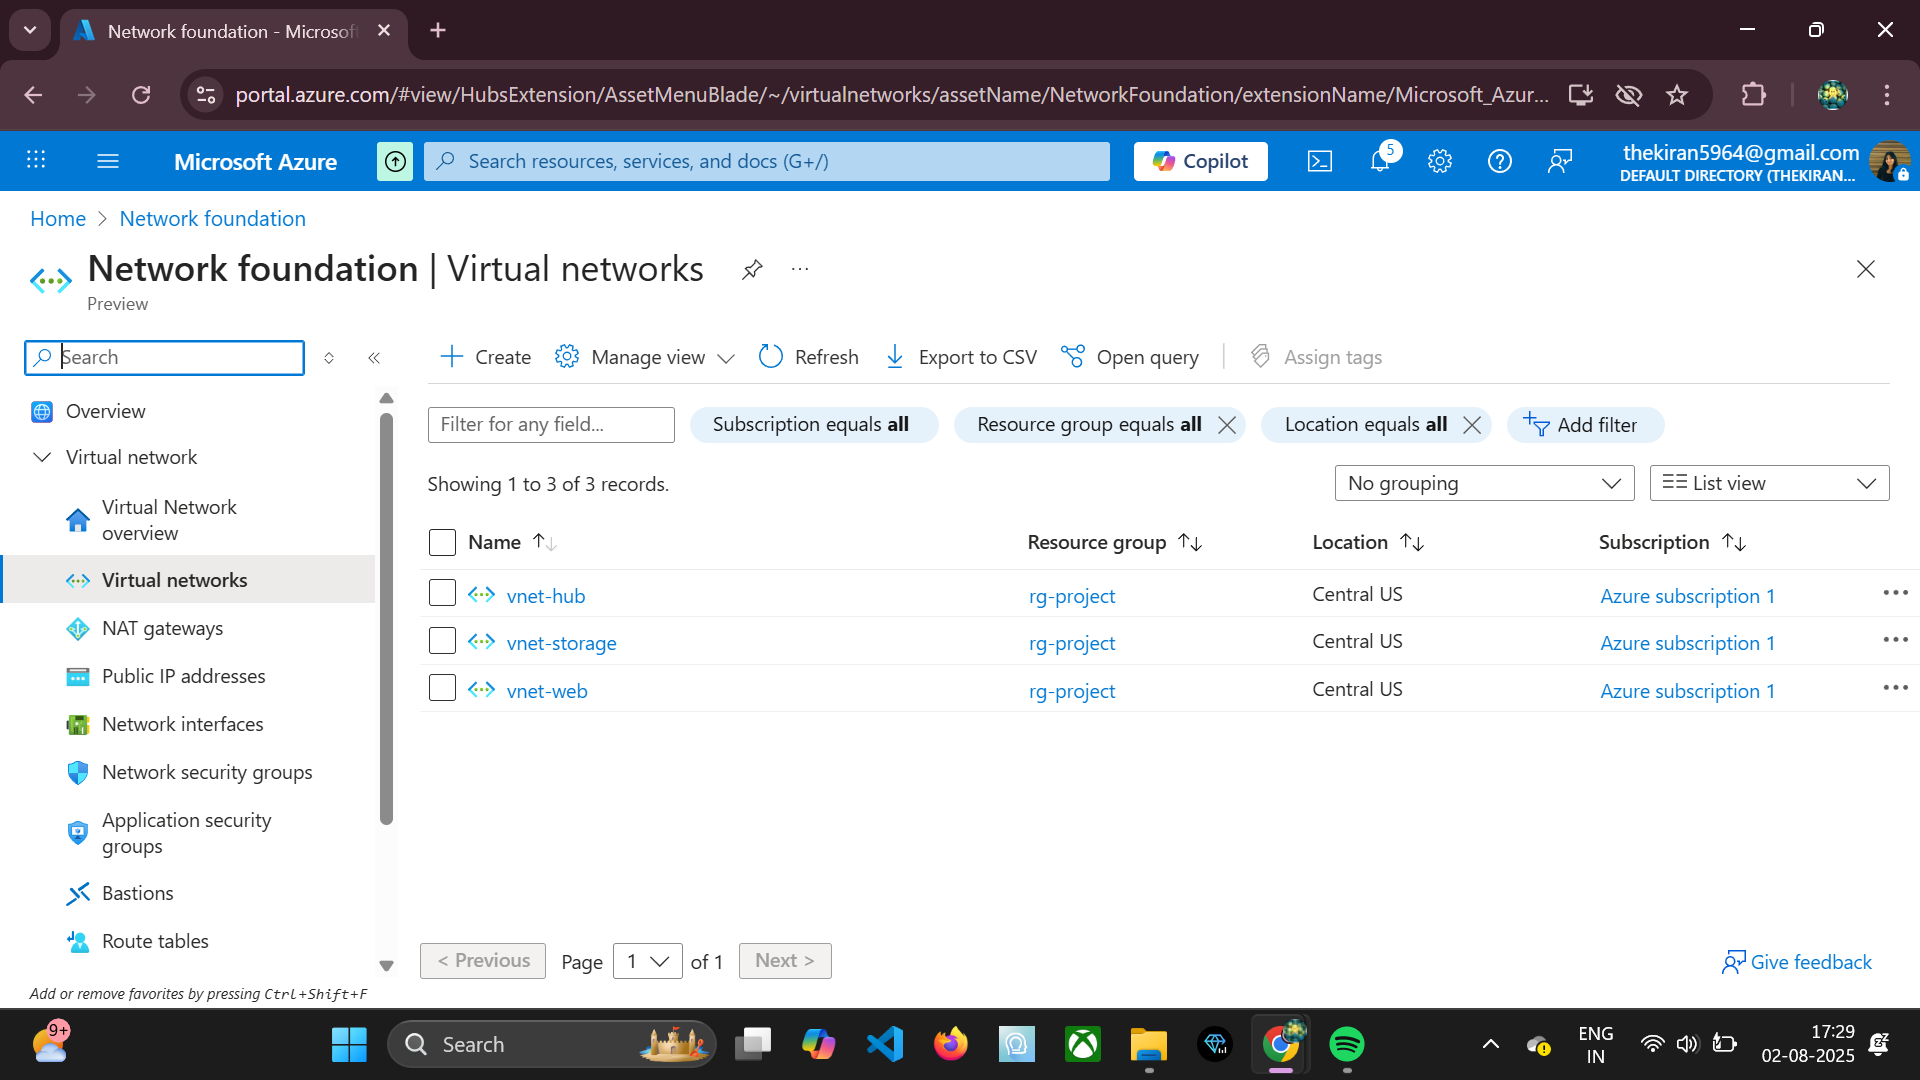 Network foundation - Microsof
portal.azure.com/#view/HubsExtension/AssetMenuBlade/~/virtualnetworks/assetName/NetworkFoundation/extensionName/Microsoft_Azur...
Microsoft Azure
Search resources, services, and docs (G+/)
Copilot
5
thekiran5964@gmail.com
DEFAULT DIRECTORY (THEKIRAN...
Home > Network foundation
Network foundation | Virtual networks
Preview
Search
Create
Manage view
Refresh
Export to CSV
Open query
Assign tags
Overview
Virtual network
Virtual Network
overview
Virtual networks
NAT gateways
Public IP addresses
Network interfaces
Network security groups
Application security
groups
Bastions
Route tables
Add or remove favorites by pressing Ctrl+Shift+F
Filter for any field...
Subscription equals all
Resource group equals all
Location equals all
Add filter
Showing 1 to 3 of 3 records.
No grouping
List view
Name Resource group Location Subscription
vnet-hub rg-project Central US Azure subscription 1
vnet-storage rg-project Central US Azure subscription 1
vnet-web rg-project Central US Azure subscription 1
< Previous Page 1 of 1 Next >
Give feedback
9+
Search
ENG
IN
17:29
02-08-2025